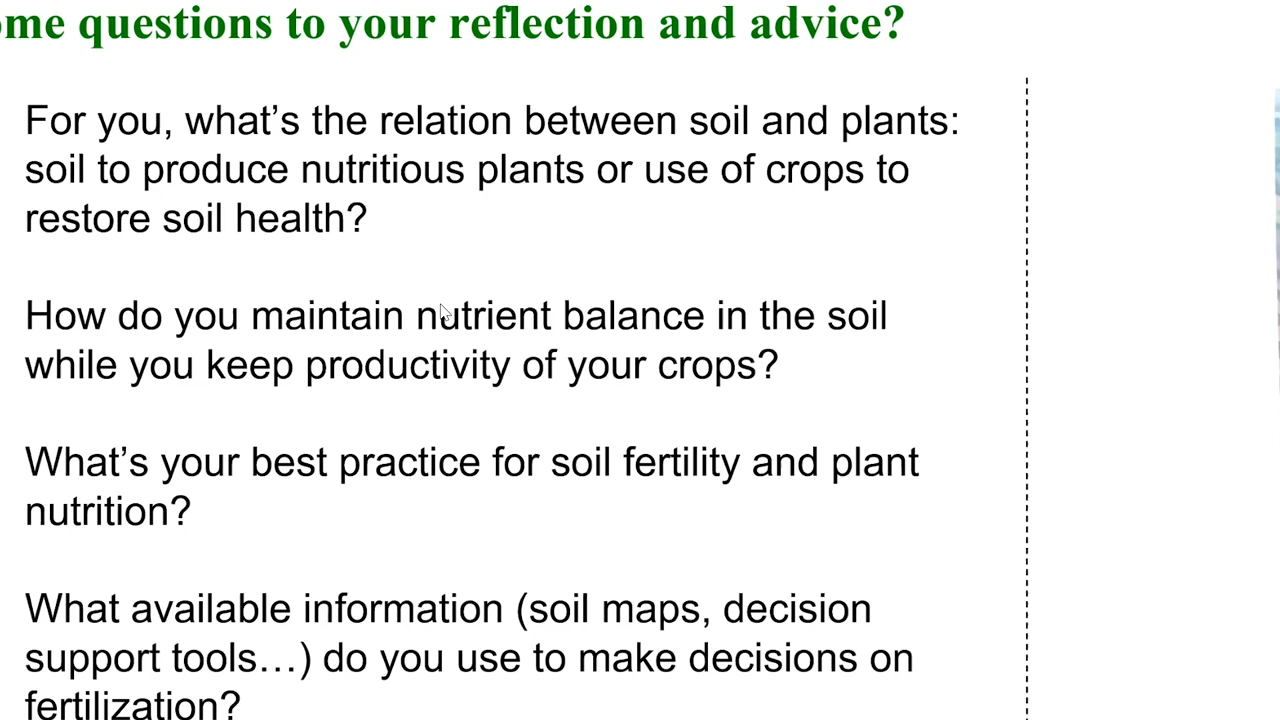 ome questions to your reflection and advice?
For you, what's the relation between soil and plants:
soil to produce nutritious plants or use of crops to
restore soil health?
How do you maintain nutrient balance in the soil
while you keep productivity of your crops?
What's your best practice for soil fertility and plant
nutrition?
What available information (soil maps, decision
support tools…) do you use to make decisions on
fertilization?